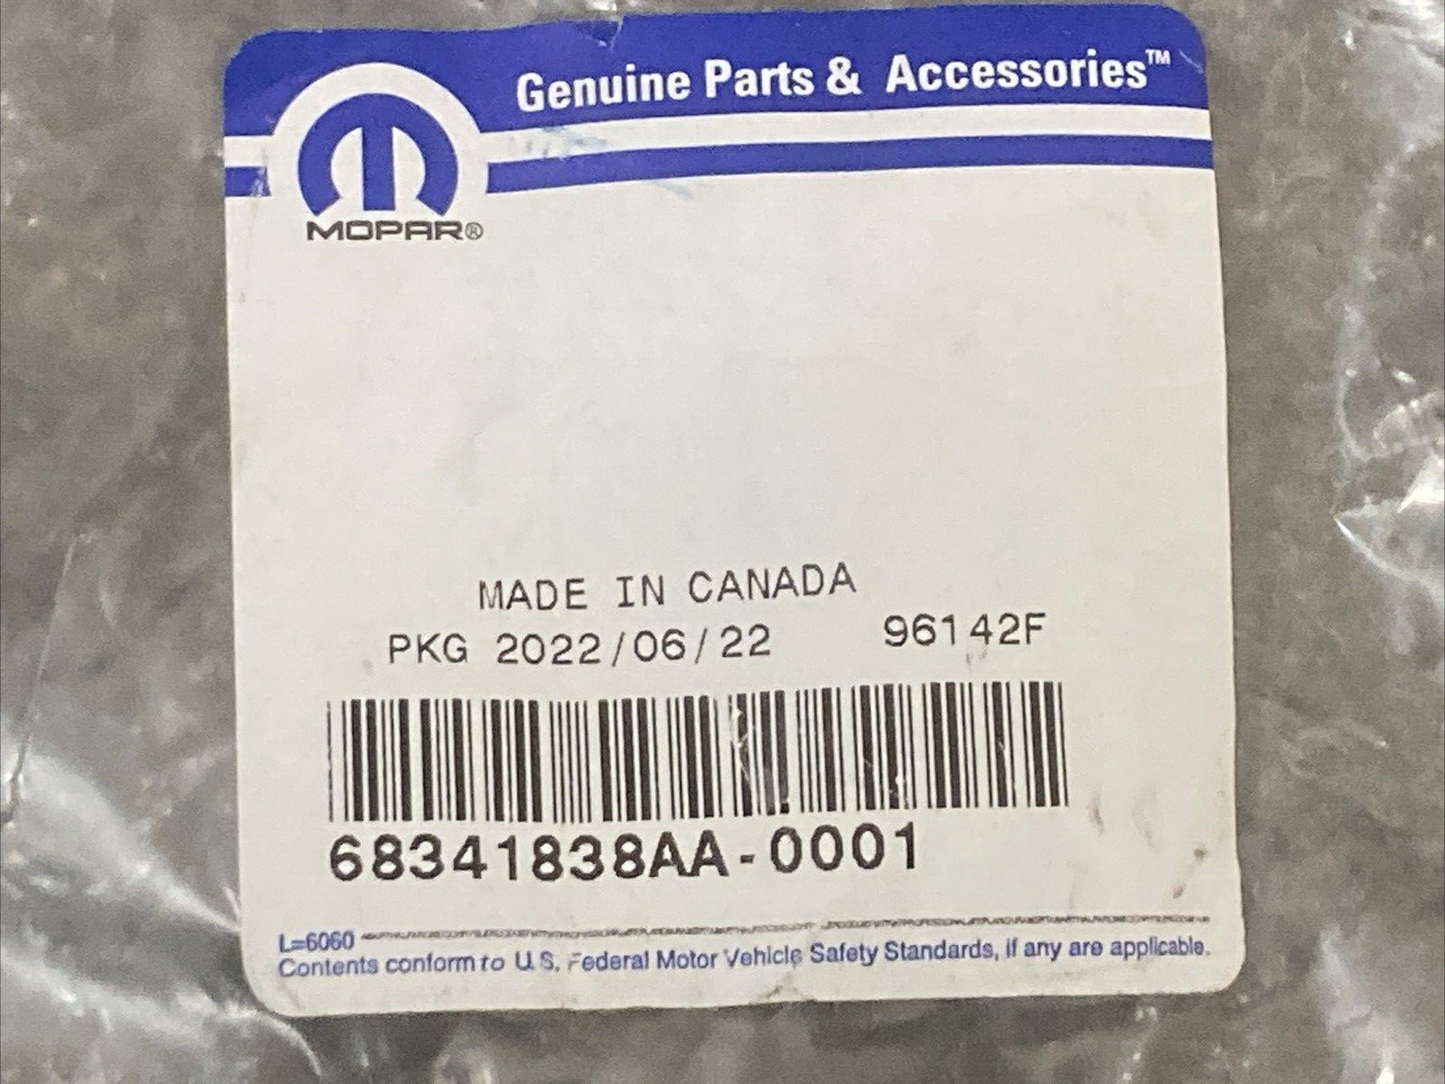 Genuine Parts & Accessories™
MOPAR®
MADE IN CANADA
PKG 2022/06/22 96142F
68341838AA-0001
L=6060
Contents conform to U.S. Federal Motor Vehicle Safety Standards, if any are applicable.